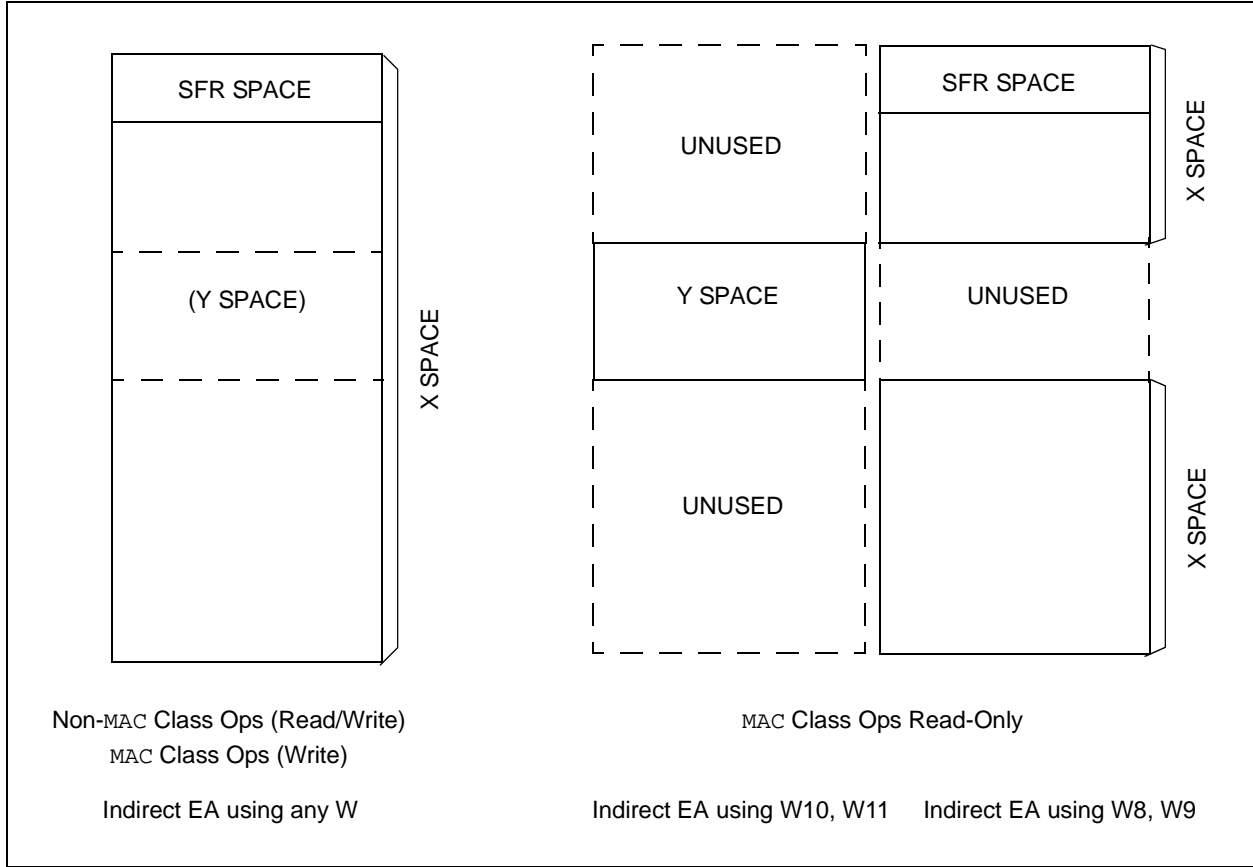 SFR SPACE
(Y SPACE)
X SPACE
UNUSED
Y SPACE
UNUSED
SFR SPACE
X SPACE
UNUSED
X SPACE
Non-MAC Class Ops (Read/Write)
MAC Class Ops (Write)
MAC Class Ops Read-Only
Indirect EA using any W
Indirect EA using W10, W11
Indirect EA using W8, W9